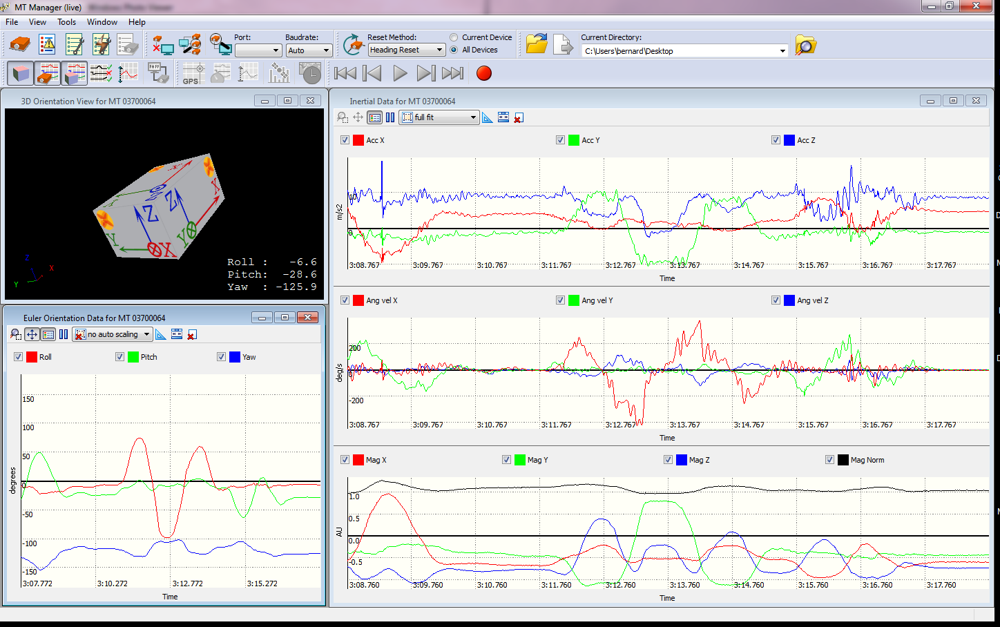 MT Manager (live)
Windows Photo Viewer
File View Tools Window Help
Port: Baudrate: Reset Method: Current Device Current Directory:
Auto Heading Reset All Devices C:\Users\bernard\Desktop
GPS
3D Orientation View for MT 03700064
X Z Z X
Y X Y
Z X Y
Roll : -6.6
Pitch: -28.6
Yaw : -125.9
Euler Orientation Data for MT 03700064
no auto scaling
Roll Pitch Yaw
degrees
150
100
50
0
-50
-100
-150
3:07.772 3:10.272 3:12.772 3:15.272
Time
Inertial Data for MT 03700064
full fit
Acc X Acc Y Acc Z
m/s2
10
0
3:08.767 3:09.767 3:10.767 3:11.767 3:12.767 3:13.767 3:14.767 3:15.767 3:16.767 3:17.767
Time
Ang vel X Ang vel Y Ang vel Z
deg/s
200
0
-200
3:08.767 3:09.767 3:10.767 3:11.767 3:12.767 3:13.767 3:14.767 3:15.767 3:16.767 3:17.767
Time
Mag X Mag Y Mag Z Mag Norm
AU
1.0
0.5
0.0
-0.5
3:08.760 3:09.760 3:10.760 3:11.760 3:12.760 3:13.760 3:14.760 3:15.760 3:16.760 3:17.760
Time